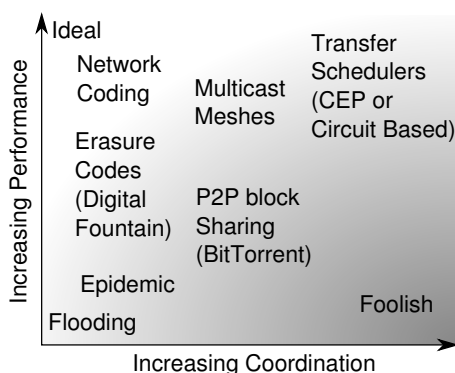 Increasing Performance
Ideal
Network
Coding
Multicast
Meshes
Transfer
Schedulers
(CEP or
Circuit Based)
Erasure
Codes
(Digital
Fountain)
P2P block
Sharing
(BitTorrent)
Epidemic
Flooding
Foolish
Increasing Coordination